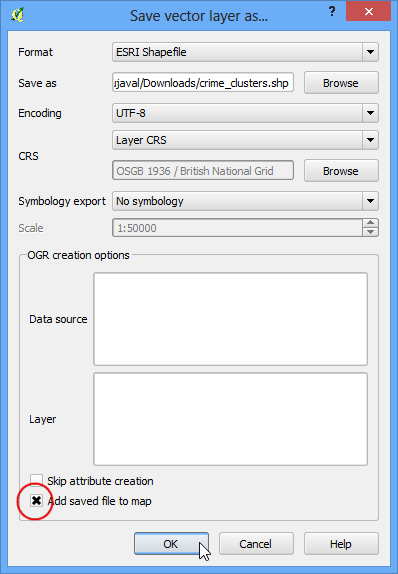 Save vector layer as...
Format ESRI Shapefile
Save as ujaval/Downloads/crime_clusters.shp Browse
Encoding UTF-8
CRS Layer CRS
OSGB 1936 / British National Grid Browse
Symbology export No symbology
Scale 1:50000
OGR creation options
Data source
Layer
Skip attribute creation
Add saved file to map
OK Cancel Help